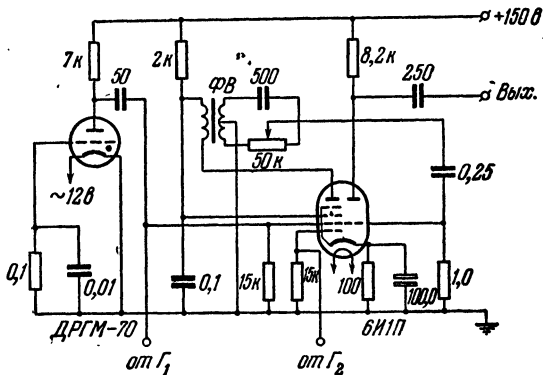 +150 в
7к
2к
8,2к
50
ФВ
500
250
Вых.
50к
0,25
~12в
0,1
0,01
0,1
15к
15к
100
100,0
1,0
ДРГМ-70
6И1П
от Г₁
от Г₂